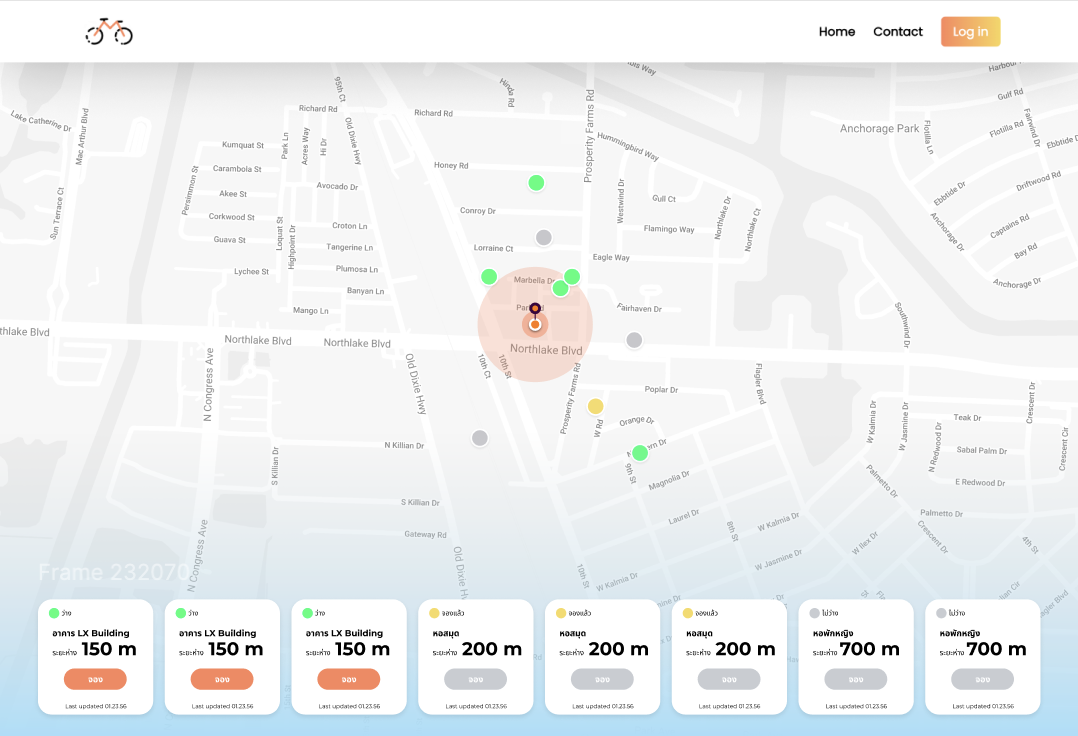 Home
Contact
Log in
Lake Catherine Dr
Mac Arthur Blvd
Sun Terrace Ct
Persimmon St
Kumquat St
Carambola St
Akee St
Corkwood St
Guava St
Lychee St
Park Ln
Acres Way
Hi Dr
Loquat St
Highpoint Dr
95th Ct
Richard Rd
Old Dixie Hwy
Avocado Dr
Croton Ln
Tangerine Ln
Plumosa Ln
Banyan Ln
Mango Ln
Richard Rd
Hinda Rd
Honey Rd
Conroy Dr
Lorraine Ct
Marbella Dr
Prosperity Farms Rd
Hummingbird Way
Westwind Dr
Gull Ct
Flamingo Way
Eagle Way
Northlake Dr
Northlake Ct
Fairhaven Dr
Anchorage Park
Flotilla Ln
Gulf Rd
Flotilla Rd
Fairwind Dr
Ebbtide Dr
Driftwood Rd
Anchorage Dr
Captains Rd
Bay Rd
Anchorage Dr
Southwind Dr
thlake Blvd
Northlake Blvd
Northlake Blvd
Northlake Blvd
N Congress Ave
Old Dixie Hwy
10th Ct
10th St
Prosperity Farms Rd
W Rd
Poplar Dr
Orange Dr
9th St
Magnolia Dr
Flagler Blvd
W Kalmia Dr
W Jasmine Dr
N Redwood Dr
Teak Dr
Sabal Palm Dr
E Redwood Dr
Crescent Dr
Crescent Cir
Palmetto Dr
Palmetto Dr
Crescent Dr
4th St
N Killian Dr
S Killian Dr
S Killian Dr
Gateway Rd
Laurel Dr
8th St
W Kalmia Dr
W Ilex Dr
W Jasmine Dr
10th St
W Kalmia Dr
N Congress Ave
Old Dixie H
Frame 232070
ว่าง
อาคาร LX Building
ระยะห่าง 150 m
จอง
Last updated 01.23.56
ว่าง
อาคาร LX Building
ระยะห่าง 150 m
จอง
Last updated 01.23.56
ว่าง
อาคาร LX Building
ระยะห่าง 150 m
จอง
Last updated 01.23.56
จองแล้ว
หอสมุด
ระยะห่าง 200 m
จอง
Last updated 01.23.56
จองแล้ว
หอสมุด
ระยะห่าง 200 m
จอง
Last updated 01.23.56
จองแล้ว
หอสมุด
ระยะห่าง 200 m
จอง
Last updated 01.23.56
ไม่ว่าง
หอพักหญิง
ระยะห่าง 700 m
จอง
Last updated 01.23.56
ไม่ว่าง
หอพักหญิง
ระยะห่าง 700 m
จอง
Last updated 01.23.56